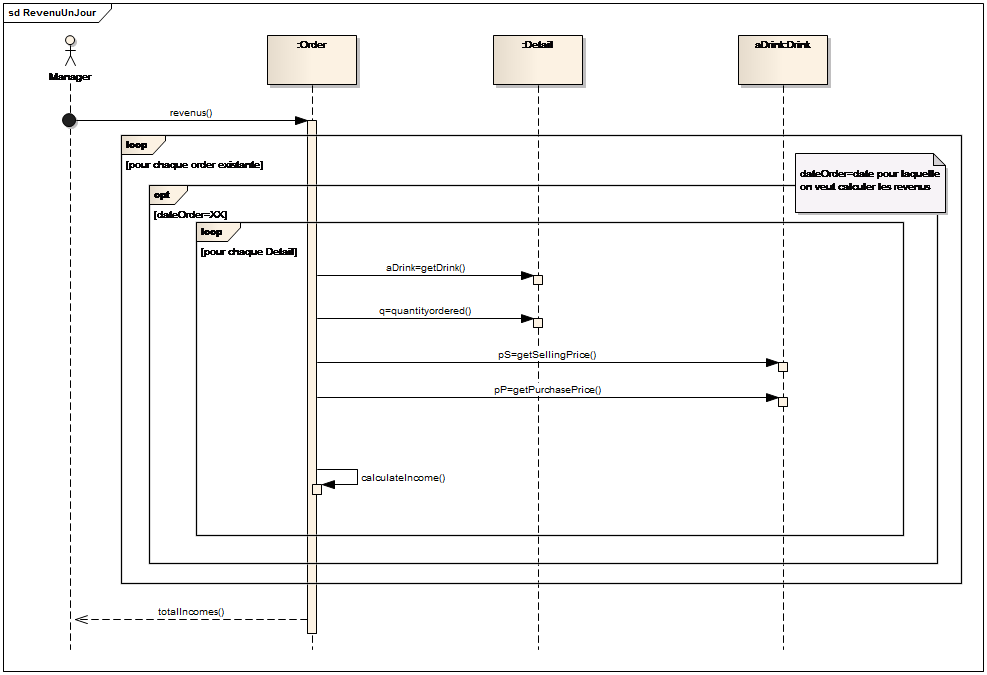 sd RevenuUnJour
:Order
:Detail
aDrink:Drink
Manager
revenus()
loop
[pour chaque order existante]
dateOrder=date pour laquelle
on veut calculer les revenus
opt
[dateOrder=XX]
loop
[pour chaque Detail]
aDrink=getDrink()
q=quantityordered()
pS=getSellingPrice()
pP=getPurchasePrice()
calculateIncome()
totalIncomes()